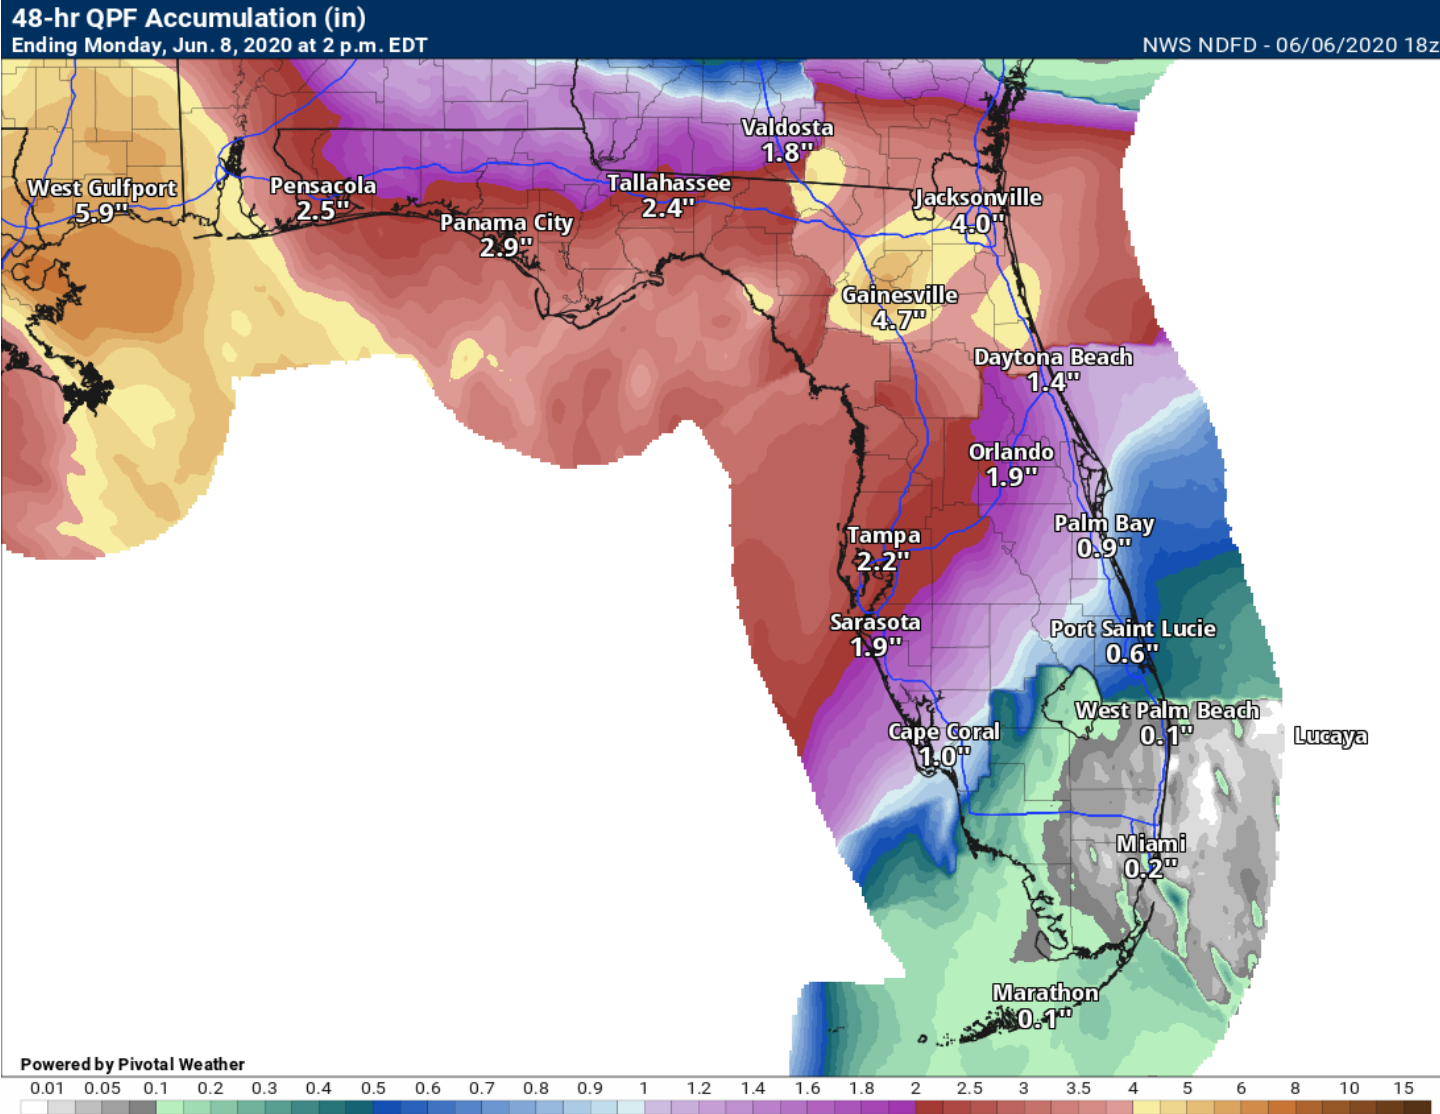 48-hr QPF Accumulation (in)
Ending Monday, Jun. 8, 2020 at 2 p.m. EDT
NWS NDFD - 06/06/2020 18z
Valdosta
1.8"
West Gulfport
5.9"
Pensacola
2.5"
Tallahassee
2.4"
Jacksonville
4.0"
Panama City
2.9"
Gainesville
4.7"
Daytona Beach
1.4"
Orlando
1.9"
Palm Bay
0.9"
Tampa
2.2"
Sarasota
1.9"
Port Saint Lucie
0.6"
West Palm Beach
0.1"
Lucaya
Cape Coral
1.0"
Miami
0.2"
Marathon
0.1"
Powered by Pivotal Weather
0.01 0.05 0.1 0.2 0.3 0.4 0.5 0.6 0.7 0.8 0.9 1 1.2 1.4 1.6 1.8 2 2.5 3 3.5 4 5 6 8 10 15